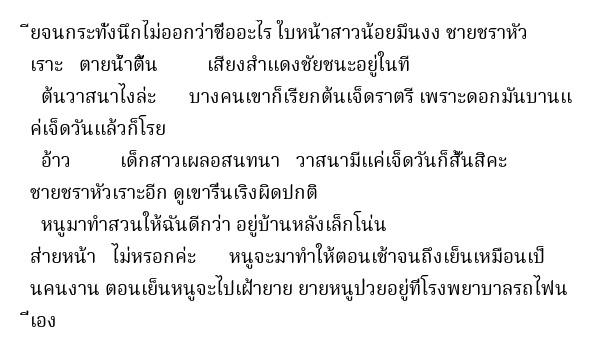 ียจนกระทั่งนึกไม่ออกว่าชื่ออะไร ใบหน้าสาวน้อยมึนงง ชายชราหัว
เราะ ตายน้ำตื้น เสียงสำแดงชัยชนะอยู่ในที
ต้นวาสนาไงล่ะ บางคนเขาก็เรียกต้นเจ็ดราตรี เพราะดอกมันบานแ
ค่เจ็ดวันแล้วก็โรย
อ้าว เด็กสาวเผลอสนทนา วาสนามีแค่เจ็ดวันก็สั้นสิคะ
ชายชราหัวเราะอีก ดูเขารื่นเริงผิดปกติ
หนูมาทำสวนให้ฉันดีกว่า อยู่บ้านหลังเล็กโน่น
ส่ายหน้า ไม่หรอกค่ะ หนูจะมาทำให้ตอนเช้าจนถึงเย็นเหมือนเป็
นคนงาน ตอนเย็นหนูจะไปเฝ้ายาย ยายหนูป่วยอยู่ที่โรงพยาบาลรถไฟน
ี่เอง